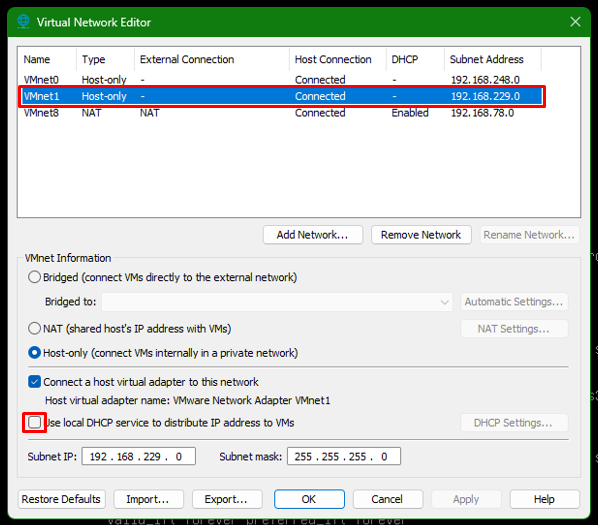 Virtual Network Editor
Name Type External Connection Host Connection DHCP Subnet Address
VMnet0 Host-only - Connected - 192.168.248.0
VMnet1 Host-only - Connected - 192.168.229.0
VMnet8 NAT NAT Connected Enabled 192.168.78.0
Add Network... Remove Network Rename Network...
VMnet Information
Bridged (connect VMs directly to the external network)
Bridged to: Automatic Settings...
NAT (shared host's IP address with VMs) NAT Settings...
Host-only (connect VMs internally in a private network)
Connect a host virtual adapter to this network
Host virtual adapter name: VMware Network Adapter VMnet1
Use local DHCP service to distribute IP address to VMs DHCP Settings...
Subnet IP: 192 . 168 . 229 . 0 Subnet mask: 255 . 255 . 255 . 0
Restore Defaults Import... Export... OK Cancel Apply Help
valid_lft forever preferred_lft forever